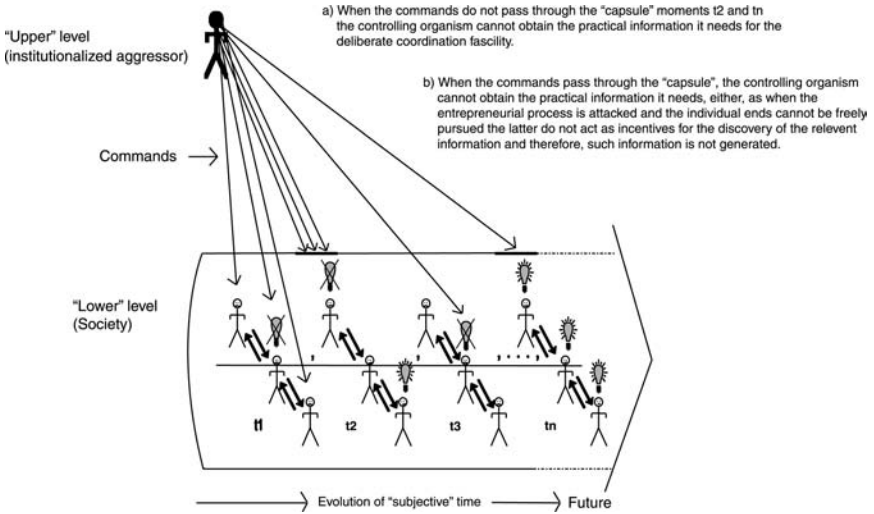 a) When the commands do not pass through the “capsule” moments t2 and tn
the controlling organism cannot obtain the practical information it needs for the
deliberate coordination fascility.
“Upper” level
(institutionalized aggressor)
b) When the commands pass through the “capsule”, the controlling organism
cannot obtain the practical information it needs, either, as when the
entrepreneurial process is attacked and the individual ends cannot be freely
pursued the latter do not act as incentives for the discovery of the relevent
information and therefore, such information is not generated.
Commands
“Lower” level
(Society)
, , , . . . . ,
t1 t2 t3 tn
Evolution of “subjective” time Future